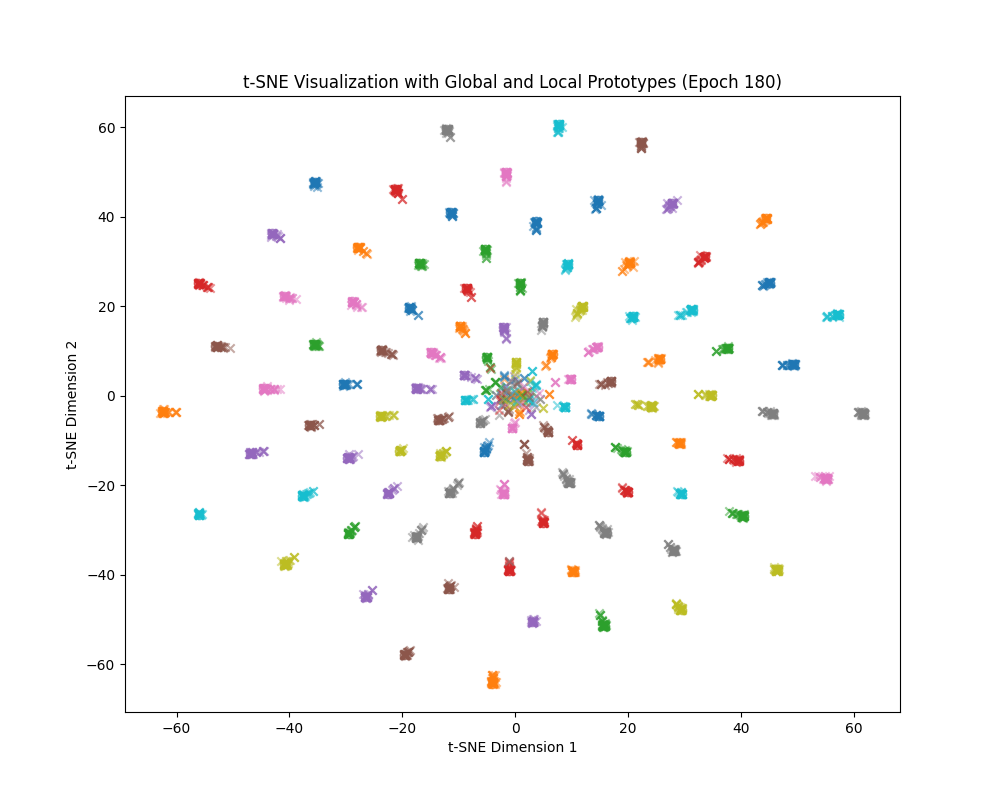 t-SNE Visualization with Global and Local Prototypes (Epoch 180)
60
40
20
0
−20
−40
−60
t-SNE Dimension 2
−60 −40 −20 0 20 40 60
t-SNE Dimension 1